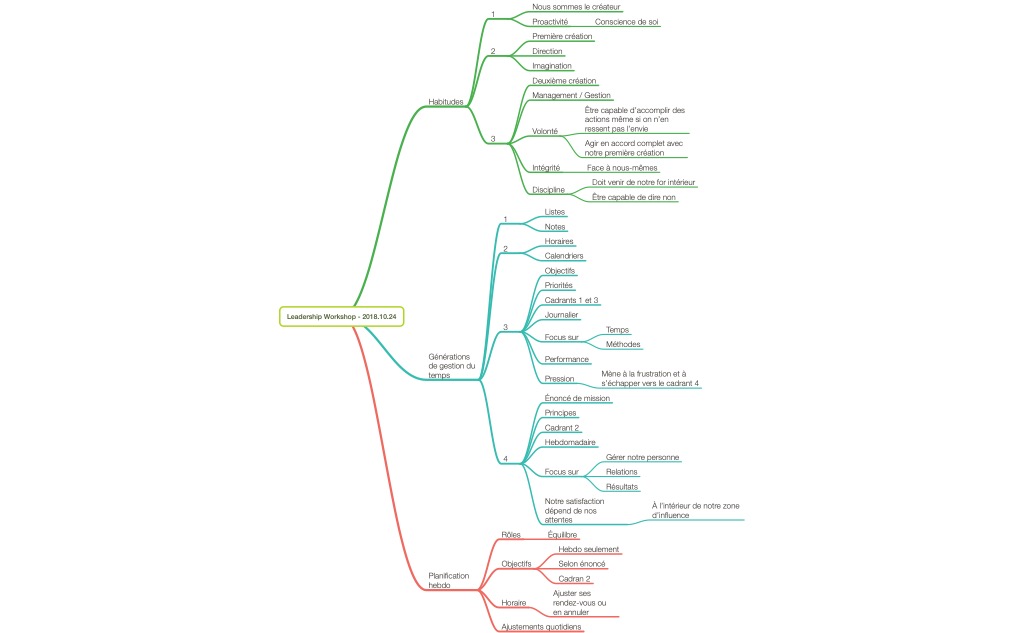 Leadership Workshop - 2018.10.24
Habitudes
1
Nous sommes le créateur
Proactivité
Conscience de soi
2
Première création
Direction
Imagination
3
Deuxième création
Management / Gestion
Volonté
Être capable d'accomplir des
actions même si on n'en
ressent pas l'envie
Agir en accord complet avec
notre première création
Intégrité
Face à nous-mêmes
Discipline
Doit venir de notre for intérieur
Être capable de dire non
Générations
de gestion du
temps
1
Listes
Notes
2
Horaires
Calendriers
3
Objectifs
Priorités
Cadrants 1 et 3
Journalier
Focus sur
Temps
Méthodes
Performance
Pression
Mène à la frustration et à
s'échapper vers le cadrant 4
4
Énoncé de mission
Principes
Cadrant 2
Hebdomadaire
Focus sur
Gérer notre personne
Relations
Résultats
Notre satisfaction
dépend de nos
attentes
À l'intérieur de notre zone
d'influence
Planification
hebdo
Rôles
Équilibre
Objectifs
Hebdo seulement
Selon énoncé
Cadran 2
Horaire
Ajuster ses
rendez-vous ou
en annuler
Ajustements quotidiens